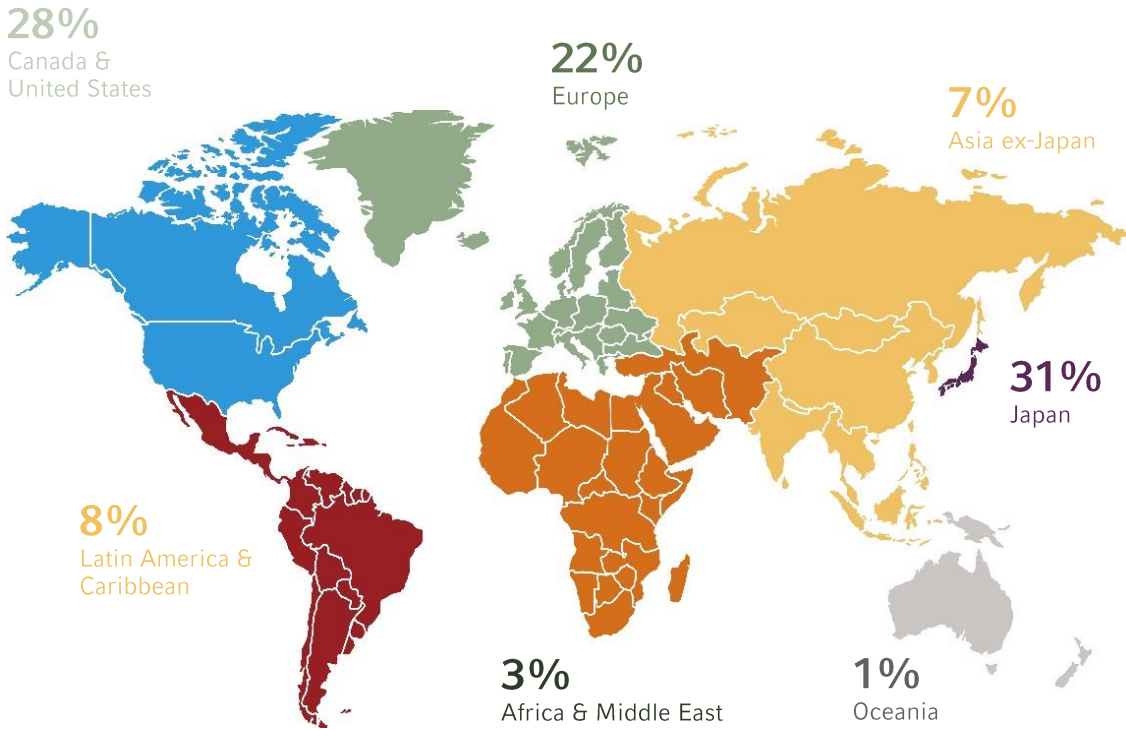 28%
Canada &
United States
22%
Europe
7%
Asia ex-Japan
31%
Japan
8%
Latin America &
Caribbean
3%
Africa & Middle East
1%
Oceania